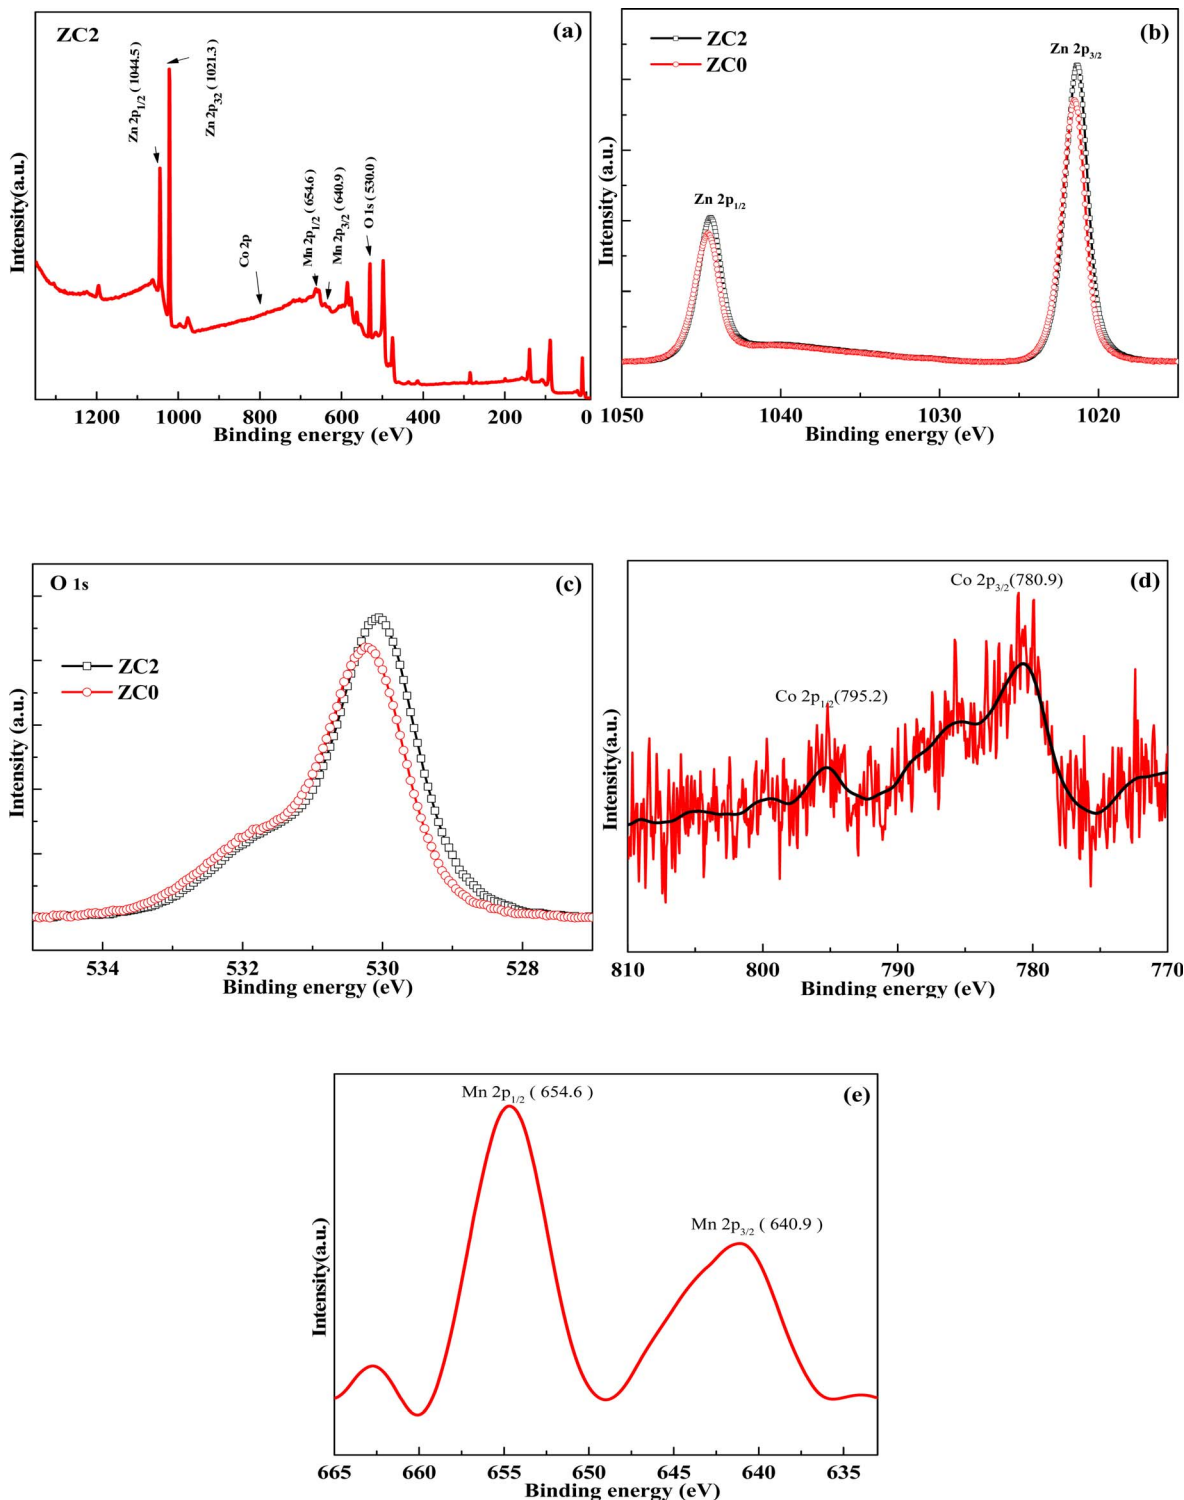 ZC2
(a)
Zn 2p1/2 ( 1044.5)
Zn 2p32 ( 1021.3 )
Co 2p
Mn 2p1/2 ( 654.6 )
Mn 2p3/2 ( 640.9 )
O 1s ( 530.0 )
Intensity(a.u.)
1200 1000 800 600 400 200 0
Binding energy (eV)
(b)
ZC2
ZC0
Zn 2p3/2
Zn 2p1/2
Intensity (a.u.)
1050 1040 1030 1020
Binding energy (eV)
O 1s
(c)
ZC2
ZC0
Intensity (a.u.)
534 532 530 528
Binding energy (eV)
(d)
Co 2p3/2(780.9)
Co 2p1/2(795.2)
Intensity(a.u.)
810 800 790 780 770
Binding energy (eV)
Mn 2p1/2 ( 654.6 )
(e)
Mn 2p3/2 ( 640.9 )
Intensity(a.u.)
665 660 655 650 645 640 635
Binding energy (eV)